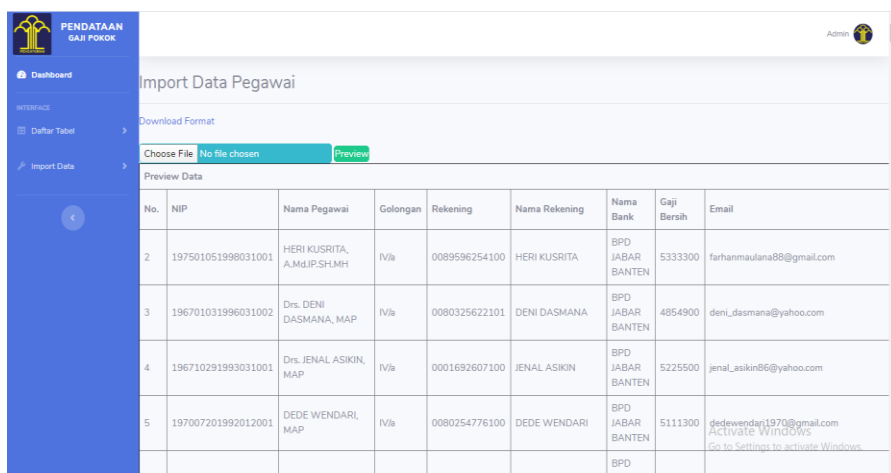 PENDATAAN
GAJI POKOK
Admin
Dashboard
Import Data Pegawai
INTERFACE
Download Format
Daftar Tabel
Choose File No file chosen Preview
Import Data
Preview Data
No. NIP Nama Pegawai Golongan Rekening Nama Rekening Nama Bank Gaji Bersih Email
2 197501051998031001 HERI KUSRITA, A.Md.IP.SH.MH IV/a 0089596254100 HERI KUSRITA BPD JABAR BANTEN 5333300 farhanmaulana88@gmail.com
3 196701031996031002 Drs. DENI DASMANA, MAP IV/a 0080325622101 DENI DASMANA BPD JABAR BANTEN 4854900 deni_dasmana@yahoo.com
4 196710291993031001 Drs. JENAL ASIKIN, MAP IV/a 0001692607100 JENAL ASIKIN BPD JABAR BANTEN 5225500 jenal_asikin86@yahoo.com
5 197007201992012001 DEDE WENDARI, MAP IV/a 0080254776100 DEDE WENDARI BPD JABAR BANTEN 5111300 dedewendari1970@gmail.com
Activate Windows
Go to Settings to activate Windows.
BPD